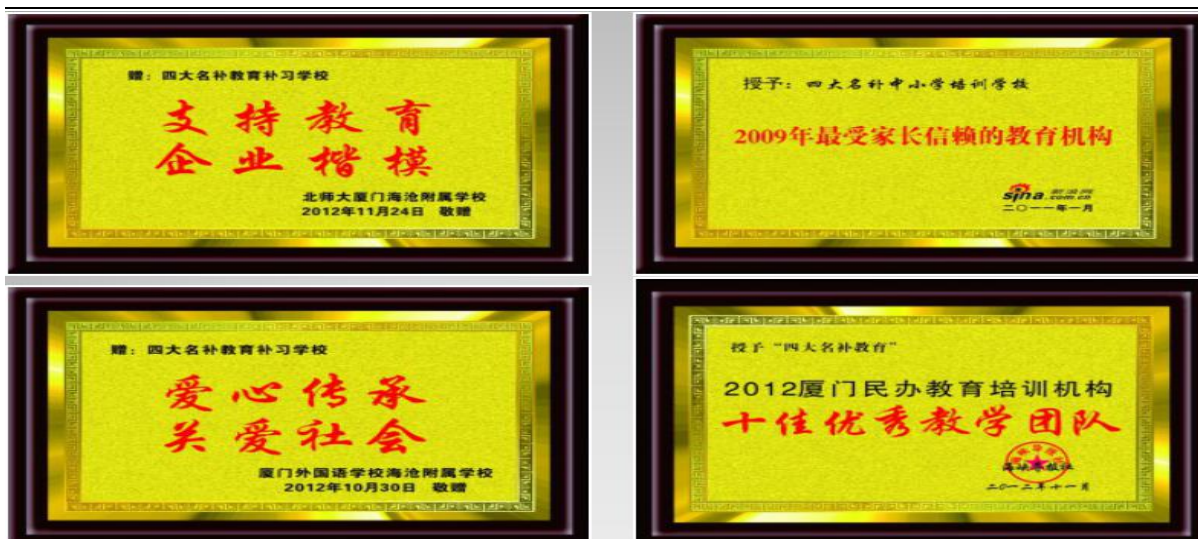 赠：四大名补教育补习学校
支持教育
企业楷模
北师大厦门海沧附属学校
2012年11月24日 敬赠
授予：四大名补中小学培训学校
2009年最受家长信赖的教育机构
sina 新浪网
.com.cn
二〇一一年一月
赠：四大名补教育补习学校
爱心传承
关爱社会
厦门外国语学校海沧附属学校
2012年10月30日 敬赠
授予“四大名补教育”
2012厦门民办教育培训机构
十佳优秀教学团队
海峡导报社
二〇一二年十一月